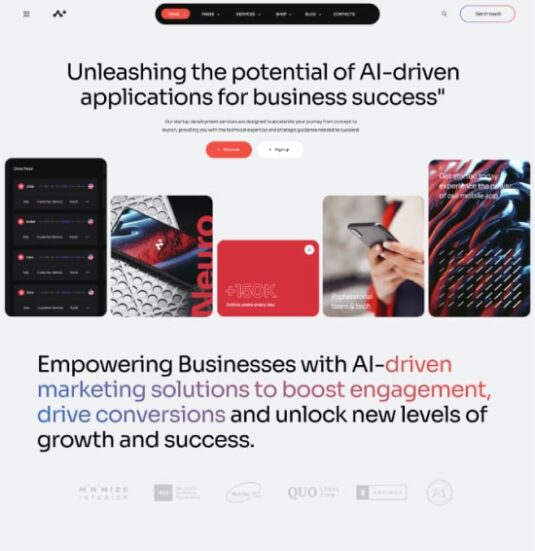 HOME
PAGES
SERVICES
SHOP
BLOG
CONTACTS
Get in touch
Unleashing the potential of AI-driven
applications for business success"
Our startup development services are designed to accelerate your journey from concept to
launch, providing you with the technical expertise and strategic guidance needed to succeed
Discover
Sign up
Neuro
+150K
Active users every day
Professional
team & tech
Get started today,
experience the power
of our mobile app
Empowering Businesses with AI-driven
marketing solutions to boost engagement,
drive conversions and unlock new levels of
growth and success.
INTERIOR
QUO LEGAL
FIRM